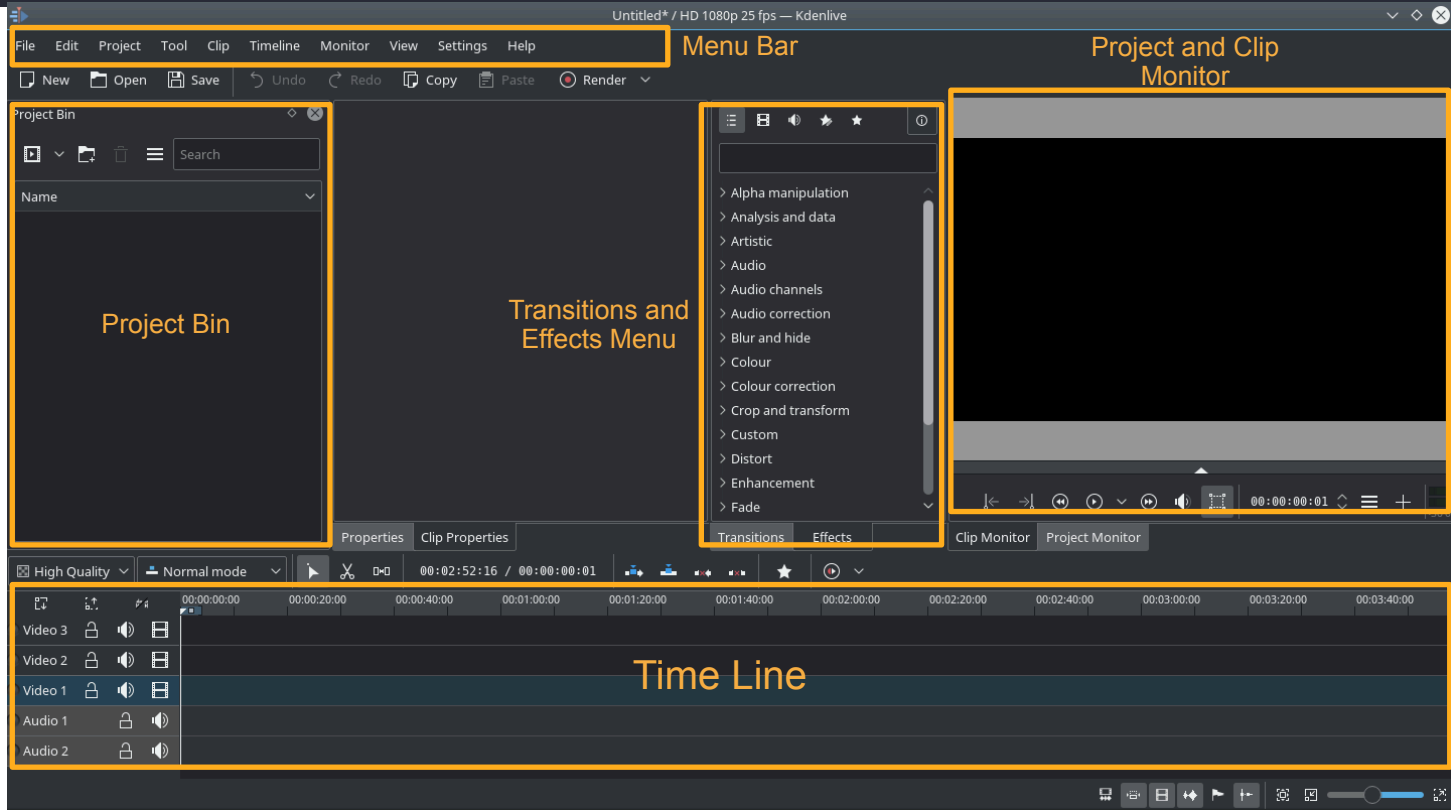 Untitled* / HD 1080p 25 fps — Kdenlive
File Edit Project Tool Clip Timeline Monitor View Settings Help
Menu Bar
Project and Clip
Monitor
New Open Save Undo Redo Copy Paste Render
Project Bin
Search
Name
Project Bin
Transitions and
Effects Menu
Alpha manipulation
Analysis and data
Artistic
Audio
Audio channels
Audio correction
Blur and hide
Colour
Colour correction
Crop and transform
Custom
Distort
Enhancement
Fade
00:00:00:01
Properties Clip Properties
Transitions Effects
Clip Monitor Project Monitor
High Quality Normal mode 00:02:52:16 / 00:00:00:01
00:00:00:00 00:00:20:00 00:00:40:00 00:01:00:00 00:01:20:00 00:01:40:00 00:02:00:00 00:02:20:00 00:02:40:00 00:03:00:00 00:03:20:00 00:03:40:00
Video 3
Video 2
Video 1
Audio 1
Audio 2
Time Line